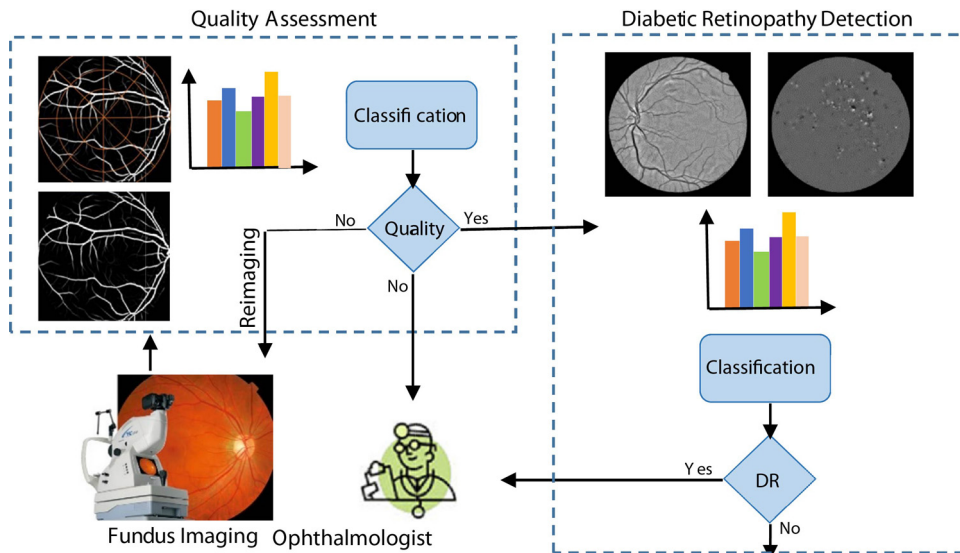 Quality Assessment
Diabetic Retinopathy Detection
Classifi cation
No
Quality
Yes
Reimaging
No
Classification
Y es
DR
No
Fundus Imaging
Ophthalmologist